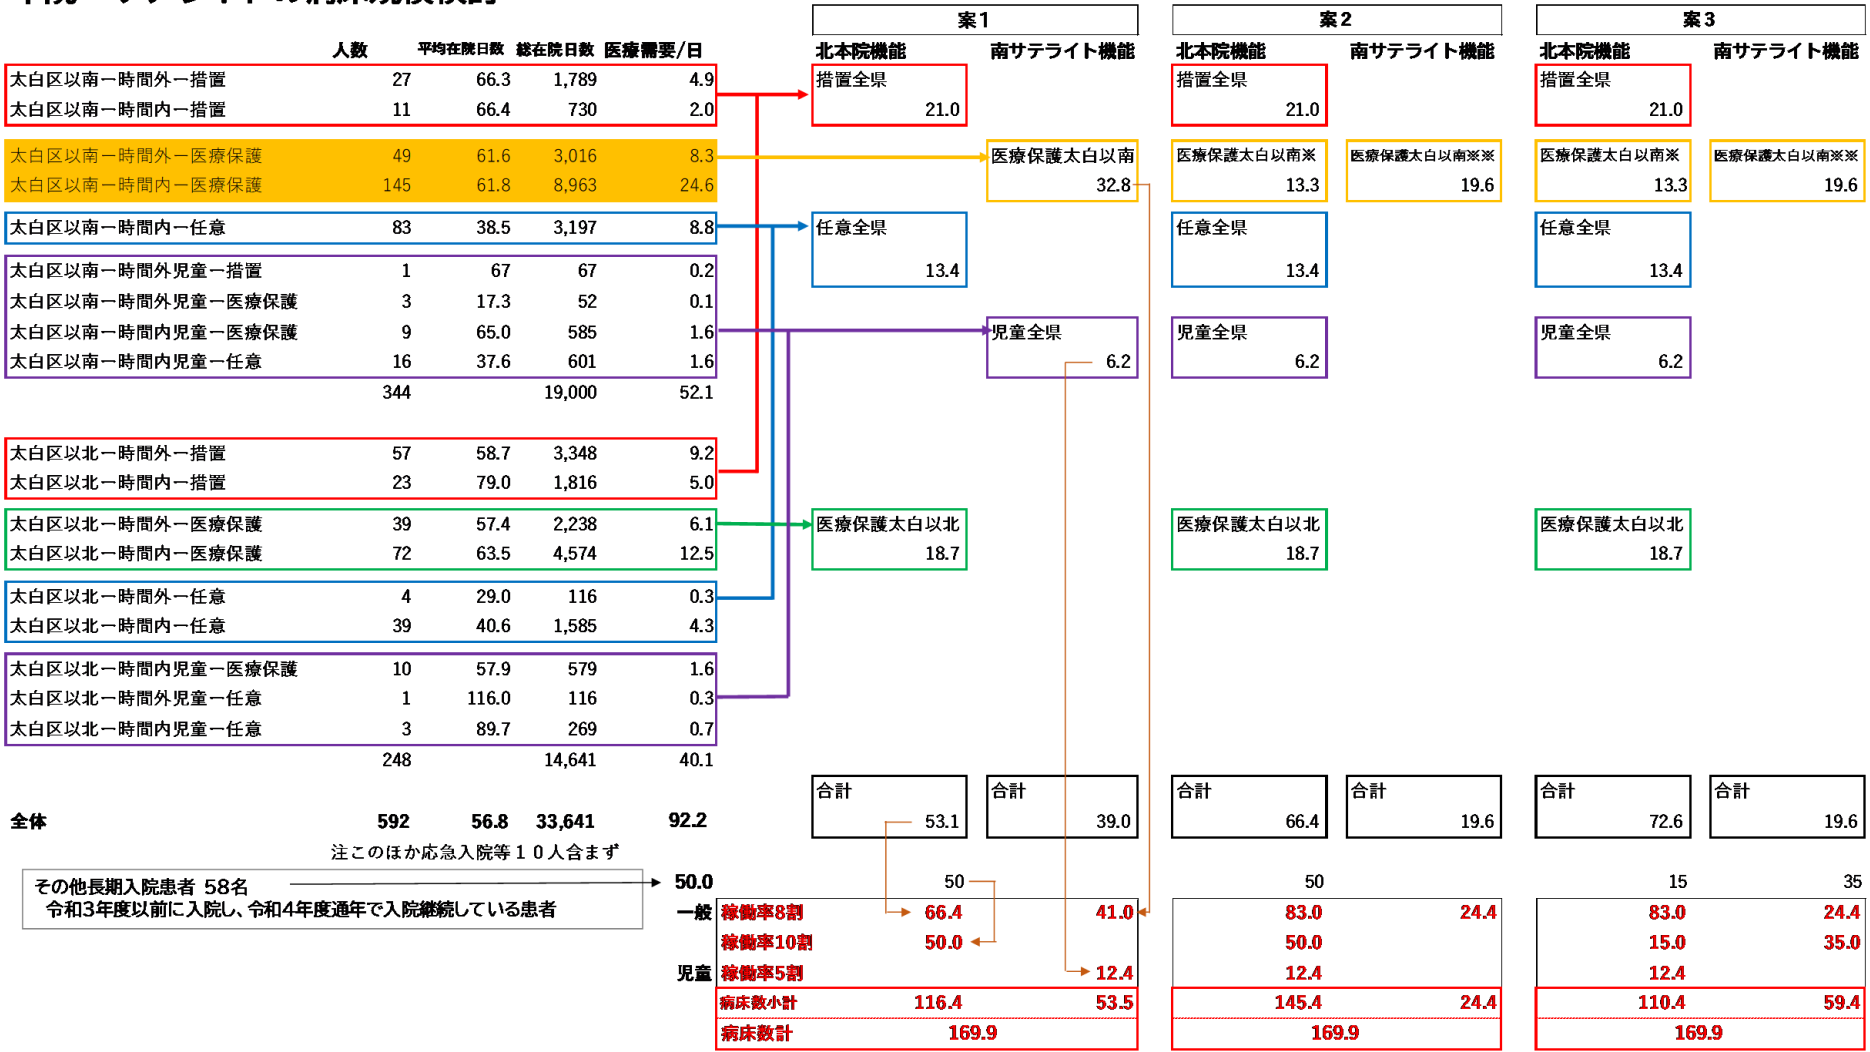 案1 案2 案3
人数 平均在院日数 総在院日数 医療需要/日 北本院機能 南サテライト機能 北本院機能 南サテライト機能 北本院機能 南サテライト機能
太白区以南ー時間外ー措置 27 66.3 1,789 4.9 措置全県 措置全県 措置全県
太白区以南ー時間内ー措置 11 66.4 730 2.0 21.0 21.0 21.0
太白区以南ー時間外ー医療保護 49 61.6 3,016 8.3 医療保護太白以南 医療保護太白以南※ 医療保護太白以南※※ 医療保護太白以南※ 医療保護太白以南※※
太白区以南ー時間内ー医療保護 145 61.8 8,963 24.6 32.8 13.3 19.6 13.3 19.6
太白区以南ー時間内ー任意 83 38.5 3,197 8.8 任意全県 任意全県 任意全県
太白区以南ー時間外児童ー措置 1 67 67 0.2 13.4 13.4 13.4
太白区以南ー時間外児童ー医療保護 3 17.3 52 0.1
太白区以南ー時間内児童ー医療保護 9 65.0 585 1.6 児童全県 児童全県 児童全県
太白区以南ー時間内児童ー任意 16 37.6 601 1.6 6.2 6.2 6.2
344 19,000 52.1
太白区以北ー時間外ー措置 57 58.7 3,348 9.2
太白区以北ー時間内ー措置 23 79.0 1,816 5.0
太白区以北ー時間外ー医療保護 39 57.4 2,238 6.1 医療保護太白以北 医療保護太白以北 医療保護太白以北
太白区以北ー時間内ー医療保護 72 63.5 4,574 12.5 18.7 18.7 18.7
太白区以北ー時間外ー任意 4 29.0 116 0.3
太白区以北ー時間内ー任意 39 40.6 1,585 4.3
太白区以北ー時間内児童ー医療保護 10 57.9 579 1.6
太白区以北ー時間外児童ー任意 1 116.0 116 0.3
太白区以北ー時間内児童ー任意 3 89.7 269 0.7
248 14,641 40.1
合計 合計 合計 合計 合計 合計
全体 592 56.8 33,641 92.2 53.1 39.0 66.4 19.6 72.6 19.6
注このほか応急入院等10人含まず
その他長期入院患者 58名 50.0 50 50 15 35
令和3年度以前に入院し、令和4年度通年で入院継続している患者
一般 稼働率8割 66.4 41.0 83.0 24.4 83.0 24.4
稼働率10割 50.0 50.0 15.0 35.0
児童 稼働率5割 12.4 12.4 12.4
病床数小計 116.4 53.5 145.4 24.4 110.4 59.4
病床数計 169.9 169.9 169.9